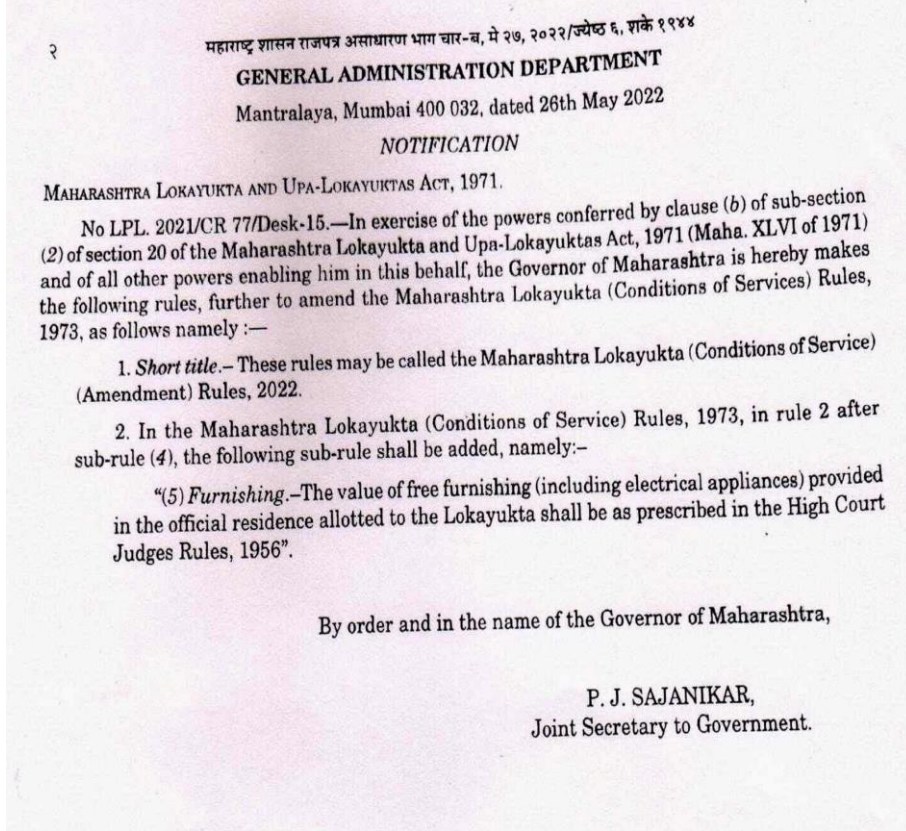 २
महाराष्ट्र शासन राजपत्र असाधारण भाग चार-ब, मे २७, २०२२/ज्येष्ठ ६, शके १९४४
GENERAL ADMINISTRATION DEPARTMENT
Mantralaya, Mumbai 400 032, dated 26th May 2022
NOTIFICATION
MAHARASHTRA LOKAYUKTA AND UPA-LOKAYUKTAS ACT, 1971.
No LPL. 2021/CR 77/Desk-15.—In exercise of the powers conferred by clause (b) of sub-section
(2) of section 20 of the Maharashtra Lokayukta and Upa-Lokayuktas Act, 1971 (Maha. XLVI of 1971)
and of all other powers enabling him in this behalf, the Governor of Maharashtra is hereby makes
the following rules, further to amend the Maharashtra Lokayukta (Conditions of Services) Rules,
1973, as follows namely :—
1. Short title.– These rules may be called the Maharashtra Lokayukta (Conditions of Service)
(Amendment) Rules, 2022.
2. In the Maharashtra Lokayukta (Conditions of Service) Rules, 1973, in rule 2 after
sub-rule (4), the following sub-rule shall be added, namely:–
“(5) Furnishing.–The value of free furnishing (including electrical appliances) provided
in the official residence allotted to the Lokayukta shall be as prescribed in the High Court
Judges Rules, 1956”.
By order and in the name of the Governor of Maharashtra,
P. J. SAJANIKAR,
Joint Secretary to Government.